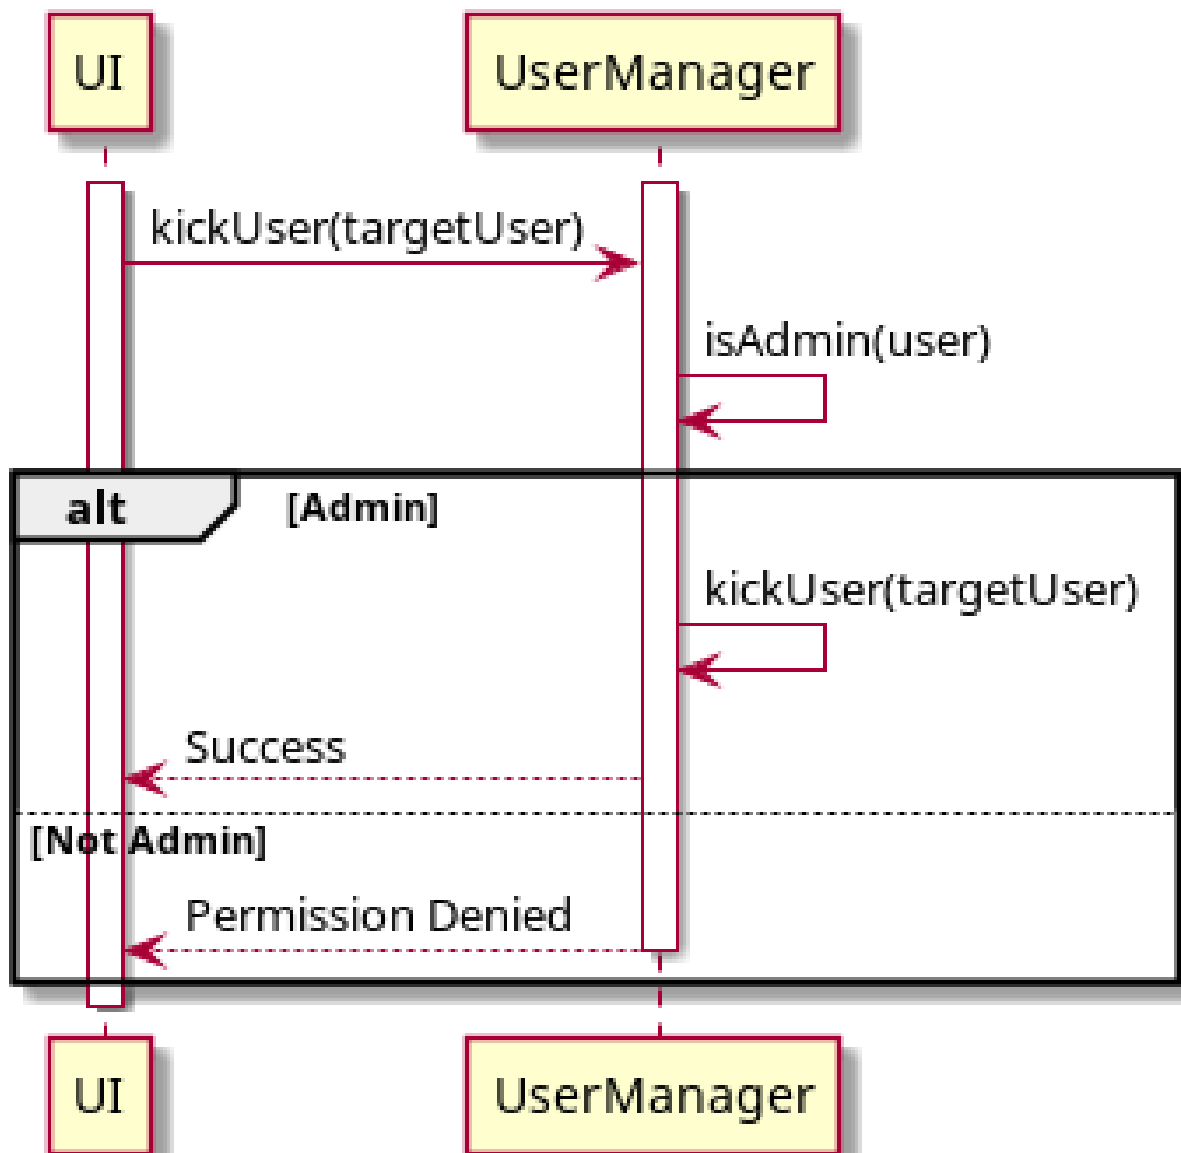 UI
UserManager
kickUser(targetUser)
isAdmin(user)
alt
[Admin]
kickUser(targetUser)
Success
[Not Admin]
Permission Denied
UI
UserManager